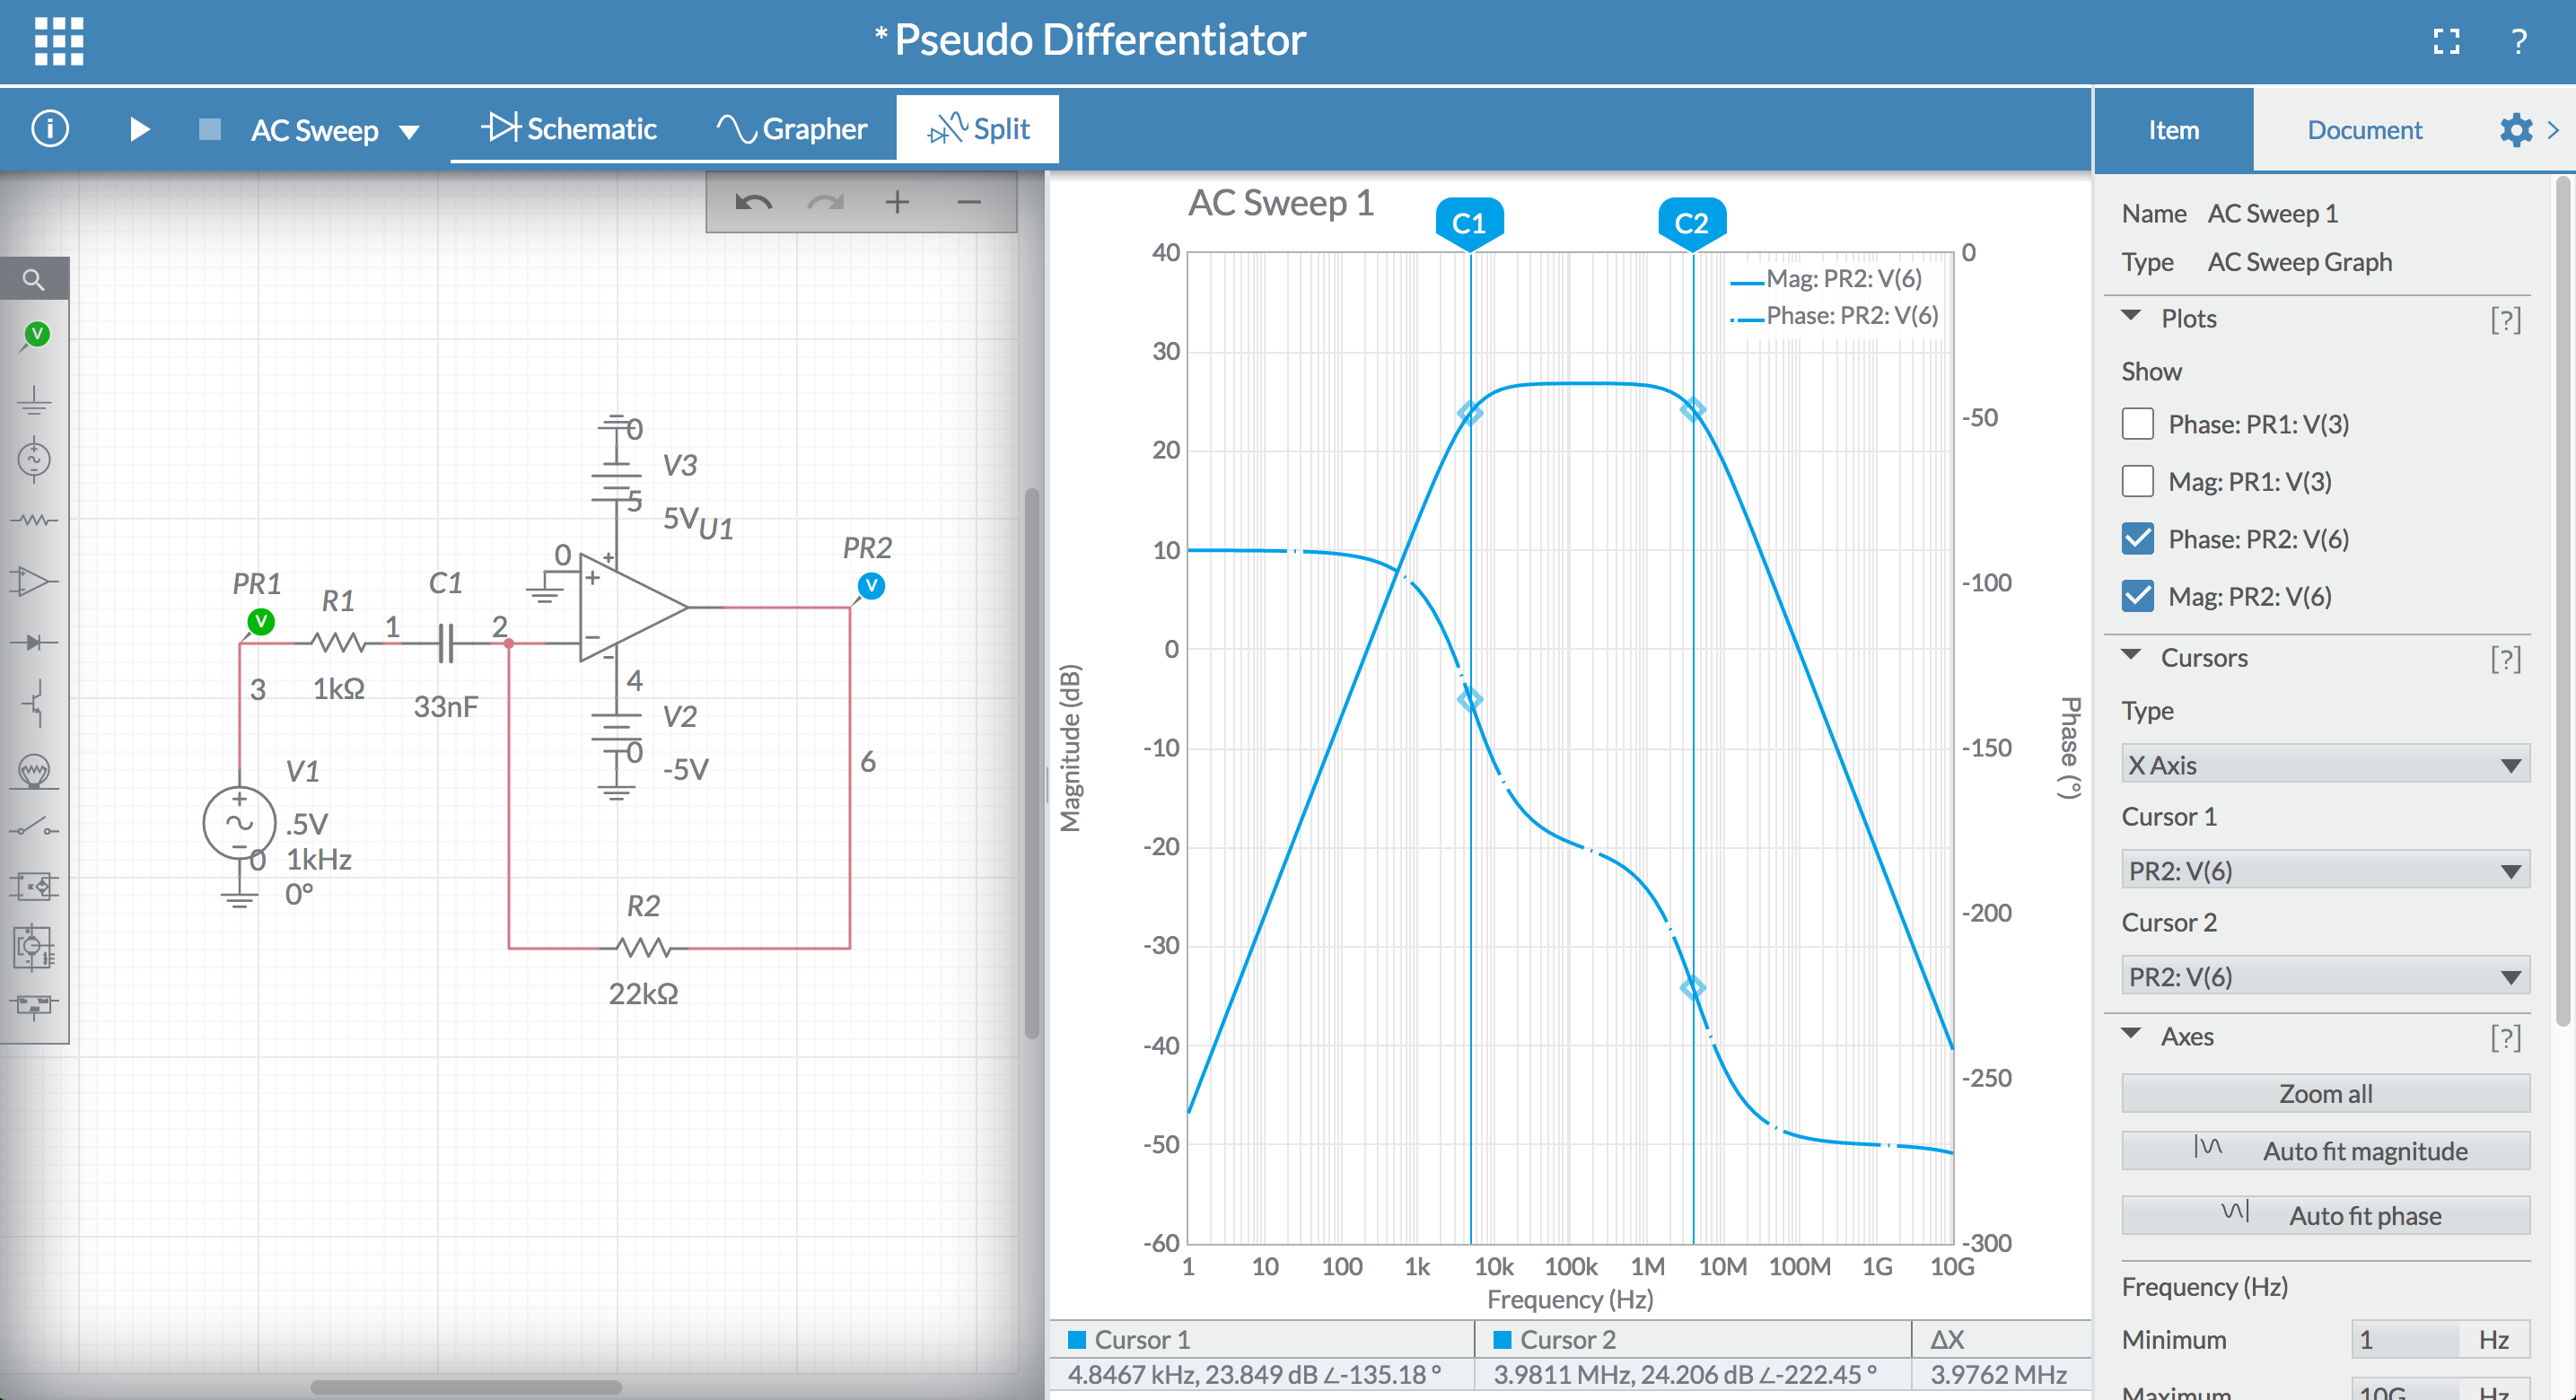 * Pseudo Differentiator
?
i
AC Sweep
Schematic
Grapher
Split
Item
Document
V
0
V3
5
5V
U1
0
PR2
V
PR1
V
R1
1
C1
2
3
1kΩ
33nF
4
V2
0
-5V
6
V1
.5V
0
1kHz
0°
R2
22kΩ
AC Sweep 1
C1
C2
Mag: PR2: V(6)
Phase: PR2: V(6)
40
30
20
10
0
-10
-20
-30
-40
-50
-60
Magnitude (dB)
0
-50
-100
-150
-200
-250
-300
Phase (°)
1 10 100 1k 10k 100k 1M 10M 100M 1G 10G
Frequency (Hz)
Cursor 1 Cursor 2 ΔX
4.8467 kHz, 23.849 dB ∠-135.18 ° 3.9811 MHz, 24.206 dB ∠-222.45 ° 3.9762 MHz
Name AC Sweep 1
Type AC Sweep Graph
Plots [?]
Show
Phase: PR1: V(3)
Mag: PR1: V(3)
Phase: PR2: V(6)
Mag: PR2: V(6)
Cursors [?]
Type
X Axis
Cursor 1
PR2: V(6)
Cursor 2
PR2: V(6)
Axes [?]
Zoom all
Auto fit magnitude
Auto fit phase
Frequency (Hz)
Minimum 1 Hz
Maximum 10G Hz